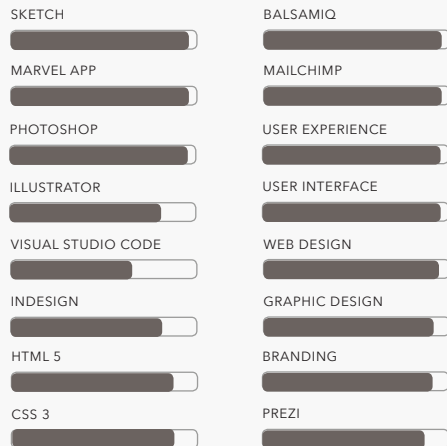 SKETCH
MARVEL APP
PHOTOSHOP
ILLUSTRATOR
VISUAL STUDIO CODE
INDESIGN
HTML 5
CSS 3
BALSAMIQ
MAILCHIMP
USER EXPERIENCE
USER INTERFACE
WEB DESIGN
GRAPHIC DESIGN
BRANDING
PREZI